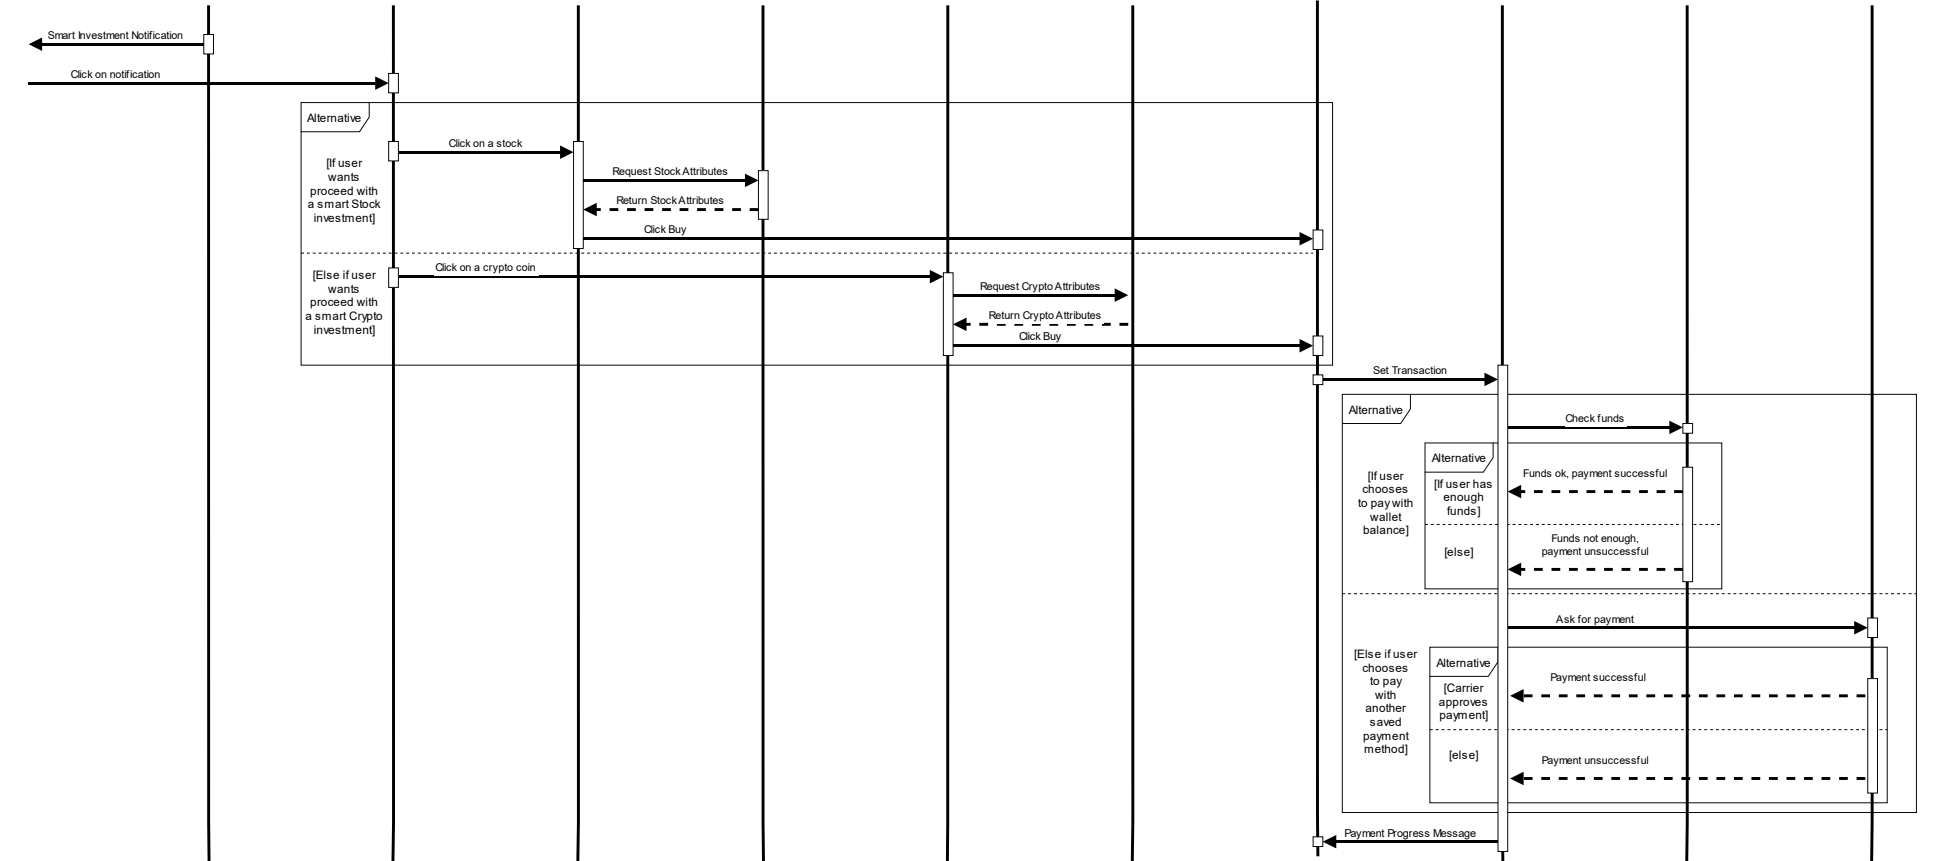 Smart Investment Notification
Click on notification
Alternative
Click on a stock
[If user
wants
proceed with
a smart Stock
investment]
Request Stock Attributes
Return Stock Attributes
Click Buy
Click on a crypto coin
[Else if user
wants
proceed with
a smart Crypto
investment]
Request Crypto Attributes
Return Crypto Attributes
Click Buy
Set Transaction
Alternative
Check funds
[If user
chooses
to pay with
wallet
balance]
Alternative
[If user has
enough
funds]
Funds ok, payment successful
[else]
Funds not enough,
payment unsuccessful
Ask for payment
[Else if user
chooses
to pay
with
another
saved
payment
method]
Alternative
[Carrier
approves
payment]
Payment successful
[else]
Payment unsuccessful
Payment Progress Message